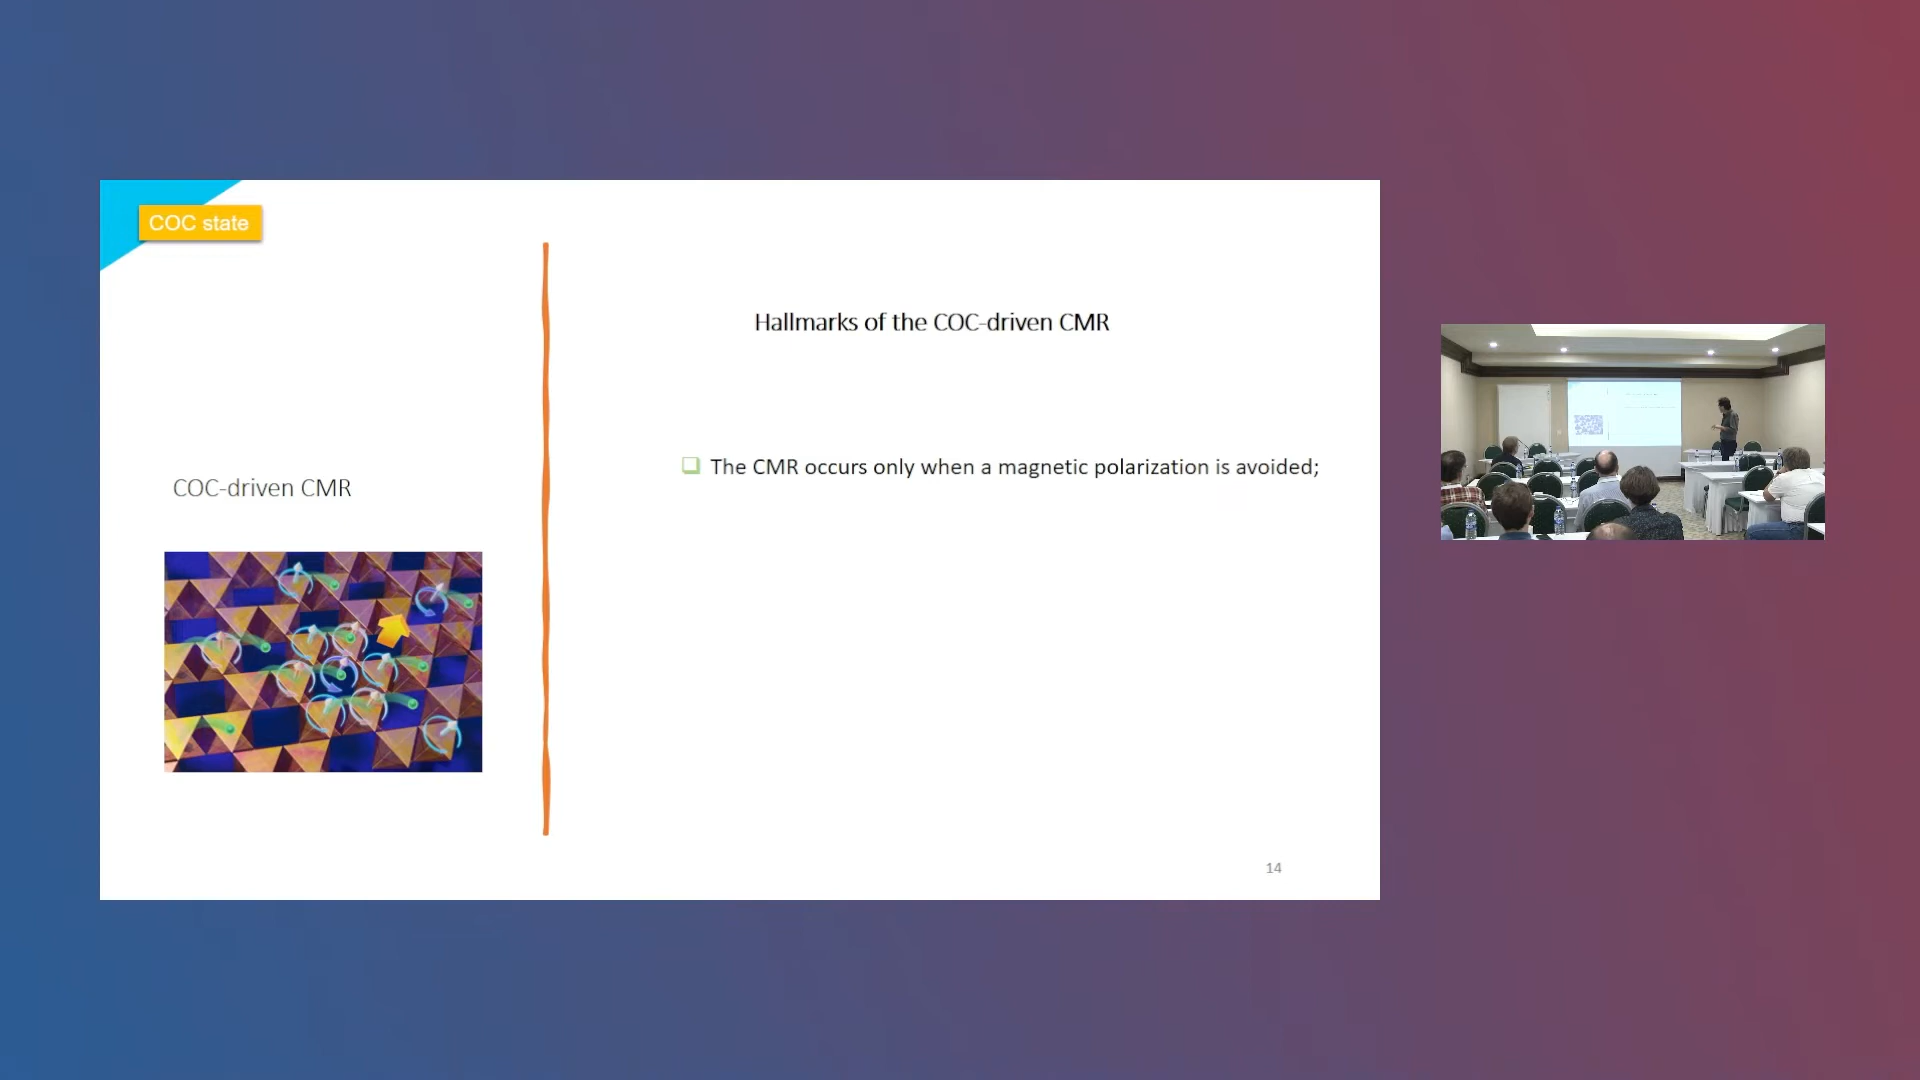 COC state
Hallmarks of the COC-driven CMR
The CMR occurs only when a magnetic polarization is avoided;
COC-driven CMR
14